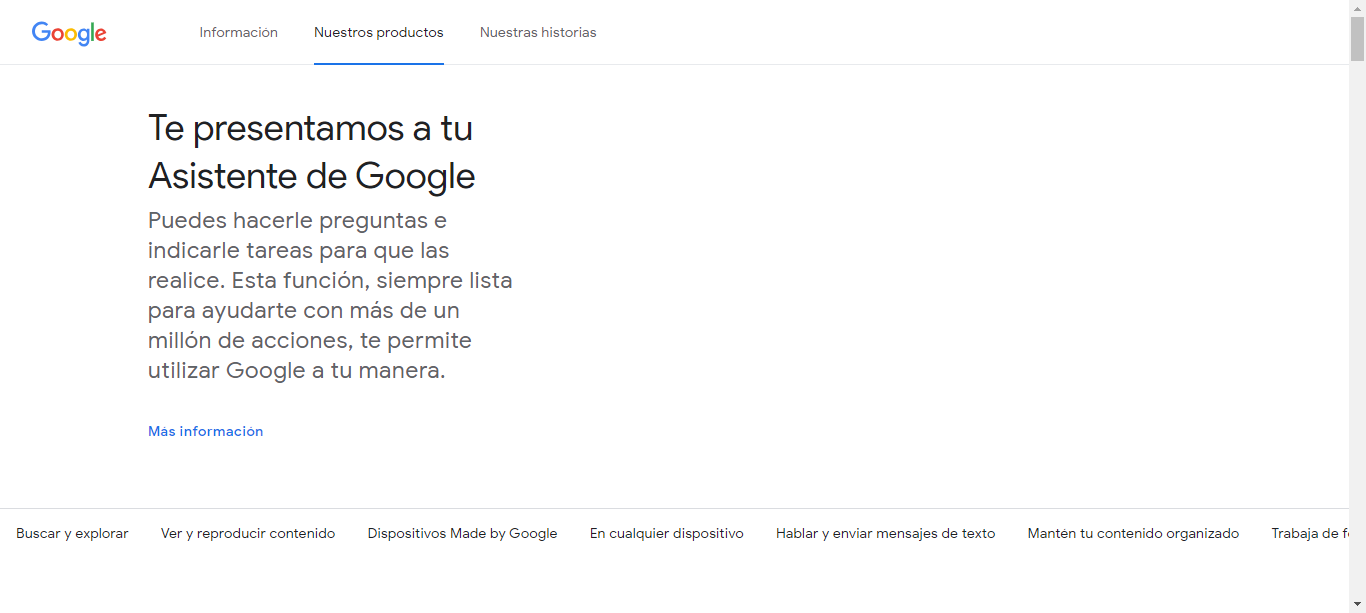 Google
Información
Nuestros productos
Nuestras historias
Te presentamos a tu
Asistente de Google
Puedes hacerle preguntas e
indicarle tareas para que las
realice. Esta función, siempre lista
para ayudarte con más de un
millón de acciones, te permite
utilizar Google a tu manera.
Más información
Buscar y explorar
Ver y reproducir contenido
Dispositivos Made by Google
En cualquier dispositivo
Hablar y enviar mensajes de texto
Mantén tu contenido organizado
Trabaja de